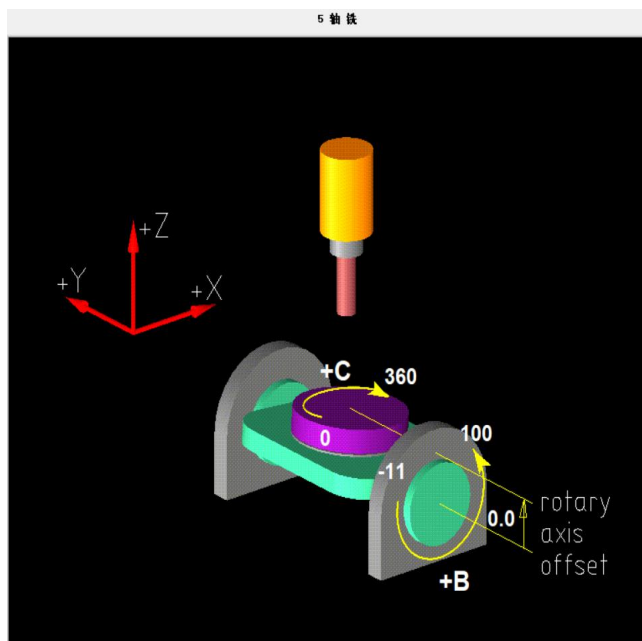 5 轴 铣
+Z
+Y
+X
+C
360
0
100
-11
0.0
rotary
axis
offset
+B